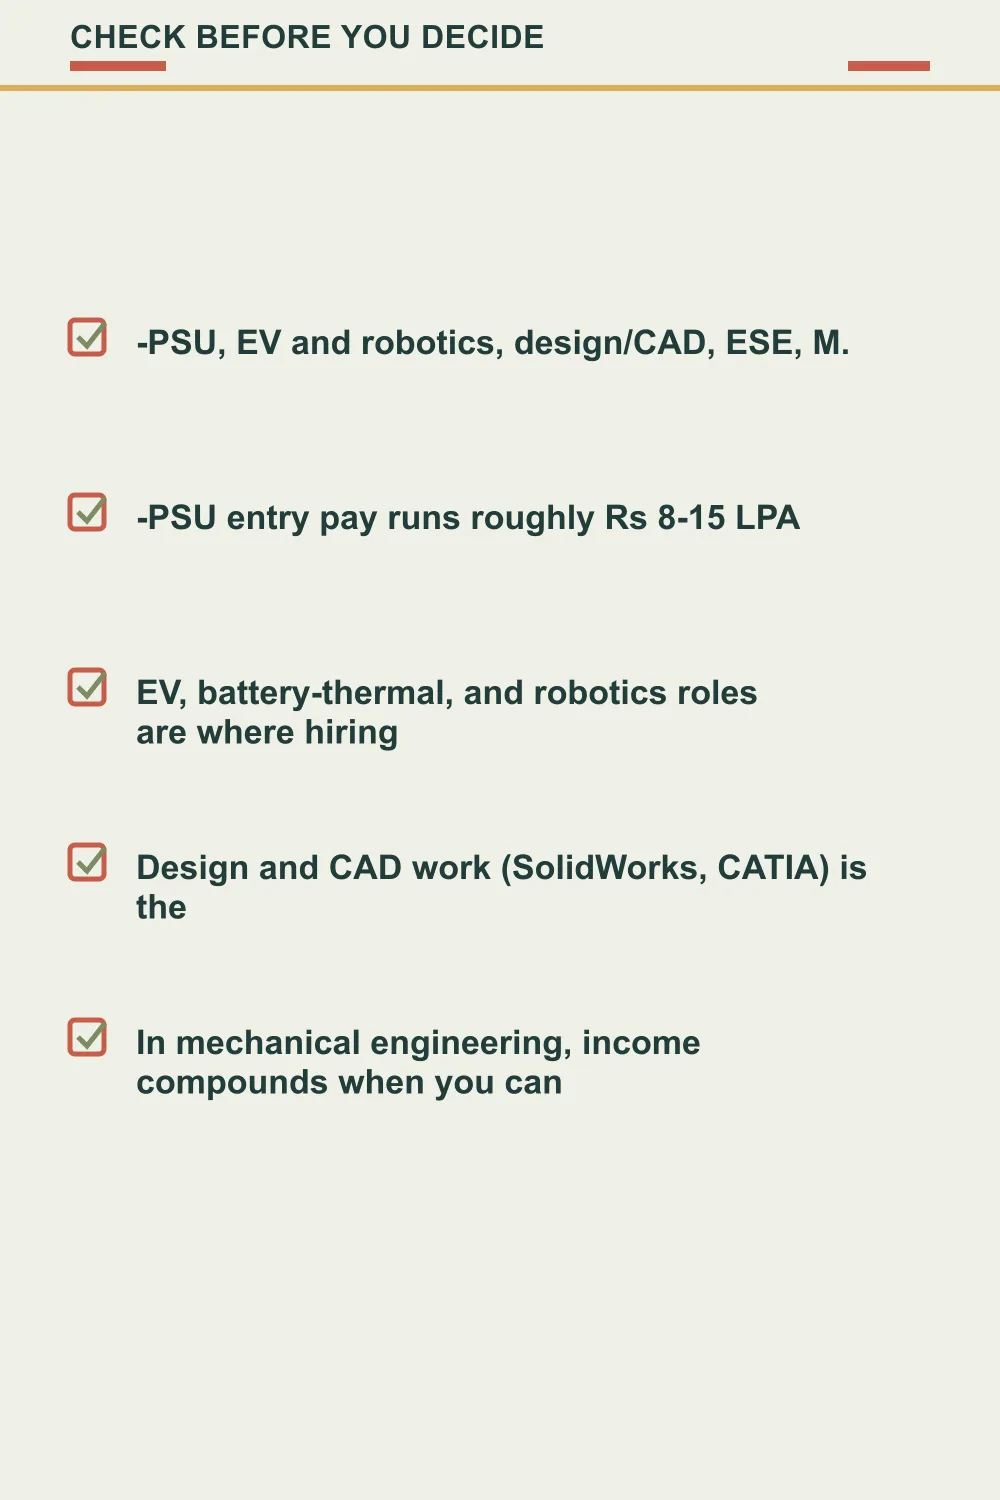 CHECK BEFORE YOU DECIDE
-PSU, EV and robotics, design/CAD, ESE, M.
-PSU entry pay runs roughly Rs 8-15 LPA
EV, battery-thermal, and robotics roles
are where hiring
Design and CAD work (SolidWorks, CATIA) is
the
In mechanical engineering, income
compounds when you can